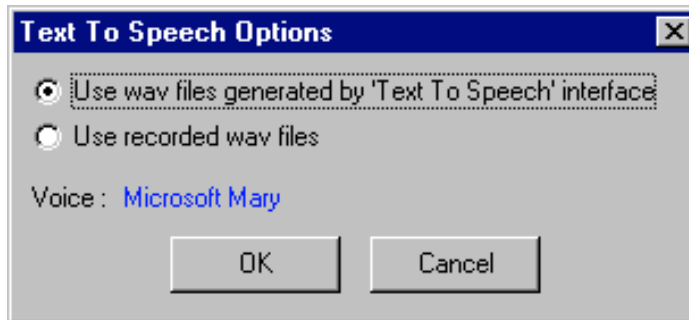 Text To Speech Options
Use wav files generated by 'Text To Speech' interface
Use recorded wav files
Voice : Microsoft Mary
OK Cancel